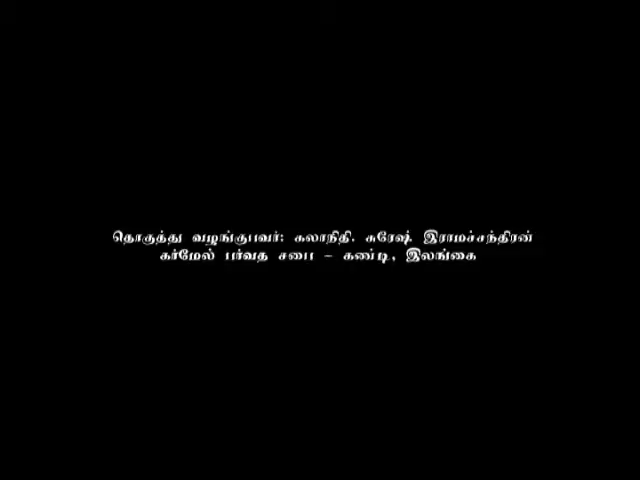 தொகுத்து வழங்குபவர்: கலாநிதி. சுரேஷ் இராமச்சந்திரன்
கர்மேல் பர்வத சபை - கண்டி, இலங்கை